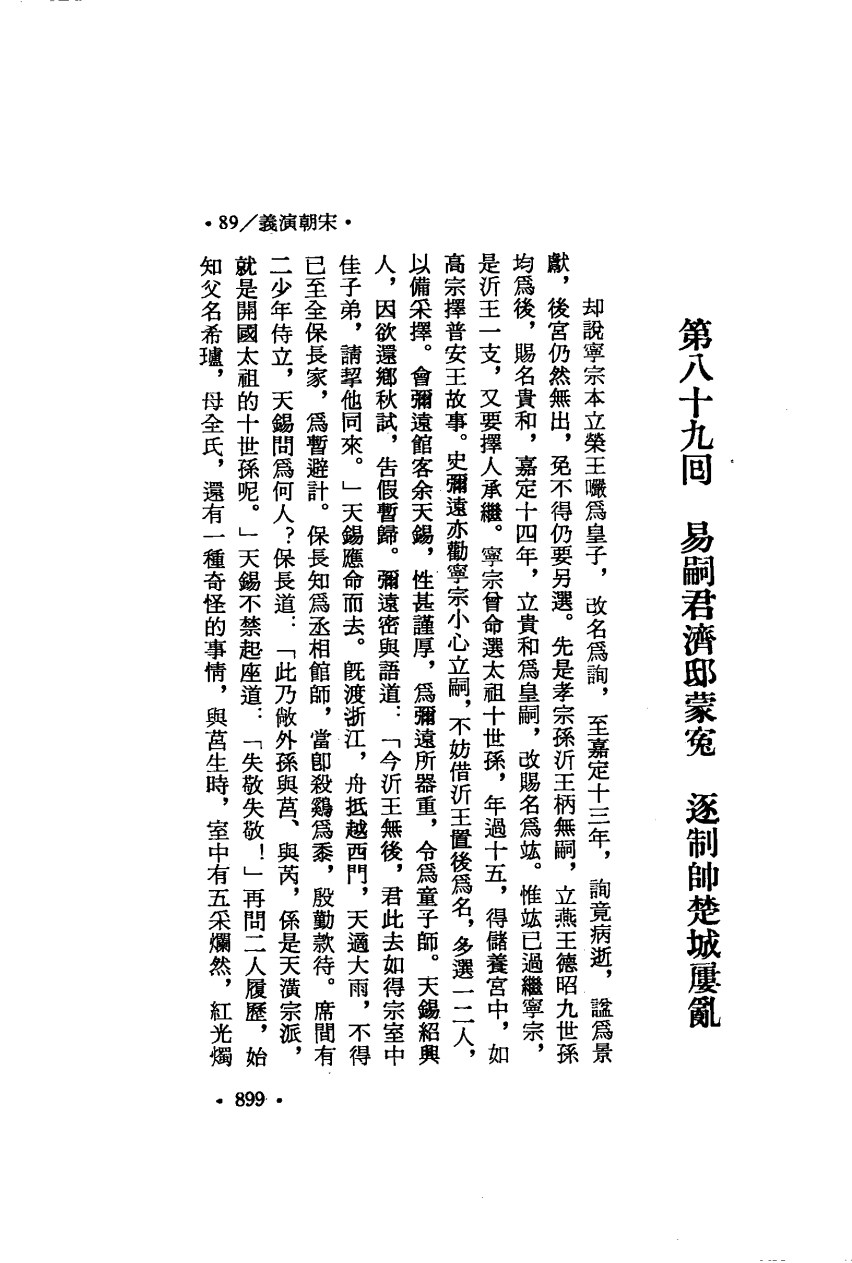 •89／義演朝宋•
第八十九回　易嗣君濟邸蒙冤　逐制帥楚城屢亂
却說寧宗本立榮王㬚爲皇子，改名爲詢，至嘉定十三年，詢竟病逝，諡爲景
獻，後宮仍然無出，免不得仍要另選。先是孝宗孫沂王柄無嗣，立燕王德昭九世孫
均爲後，賜名貴和，嘉定十四年，立貴和爲皇嗣，改賜名爲竑。惟竑已過繼寧宗，
是沂王一支，又要擇人承繼。寧宗曾命選太祖十世孫，年過十五，得儲養宮中，如
高宗擇普安王故事。史彌遠亦勸寧宗小心立嗣，不妨借沂王置後爲名，多選一二人，
以備采擇。會彌遠館客余天錫，性甚謹厚，爲彌遠所器重，令爲童子師。天錫紹興
人，因欲還鄉秋試，告假暫歸。彌遠密與語道：「今沂王無後，君此去如得宗室中
佳子弟，請挈他同來。」天錫應命而去。旣渡浙江，舟抵越西門，天適大雨，不得
已至全保長家，爲暫避計。保長知爲丞相館師，當卽殺鷄爲黍，殷勤款待。席間有
二少年侍立，天錫問爲何人？保長道：「此乃敝外孫與莒、與芮，係是天潢宗派，
就是開國太祖的十世孫呢。」天錫不禁起座道：「失敬失敬！」再問二人履歷，始
知父名希瓐，母全氏，還有一種奇怪的事情，與莒生時，室中有五采爛然，紅光燭
•899•